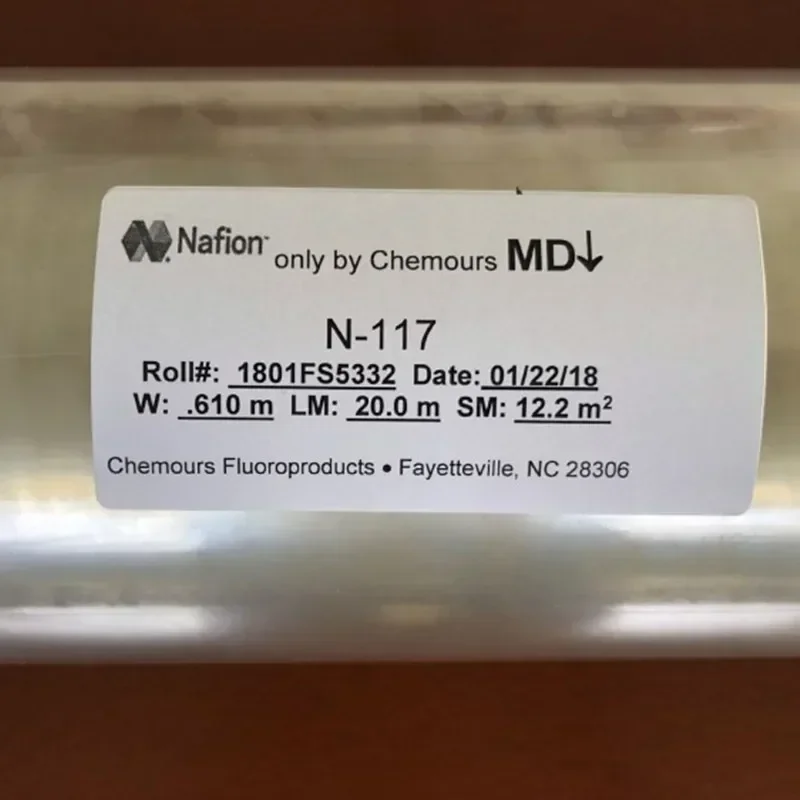 Nafion™ only by Chemours MD↓
N-117
Roll#: 1801FS5332 Date: 01/22/18
W: .610 m LM: 20.0 m SM: 12.2 m²
Chemours Fluoroproducts • Fayetteville, NC 28306